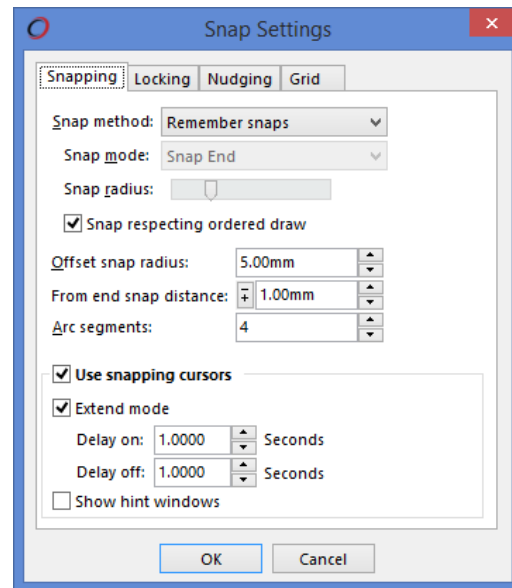 Snap Settings
Snapping Locking Nudging Grid
Snap method: Remember snaps
Snap mode: Snap End
Snap radius:
Snap respecting ordered draw
Offset snap radius: 5.00mm
From end snap distance: 1.00mm
Arc segments: 4
Use snapping cursors
Extend mode
Delay on: 1.0000 Seconds
Delay off: 1.0000 Seconds
Show hint windows
OK Cancel